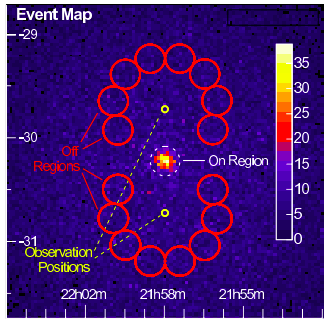 Event Map
-29
-30
-31
35
30
25
20
15
10
5
0
Off
Regions
On Region
Observation
Positions
22h02m
21h58m
21h55m